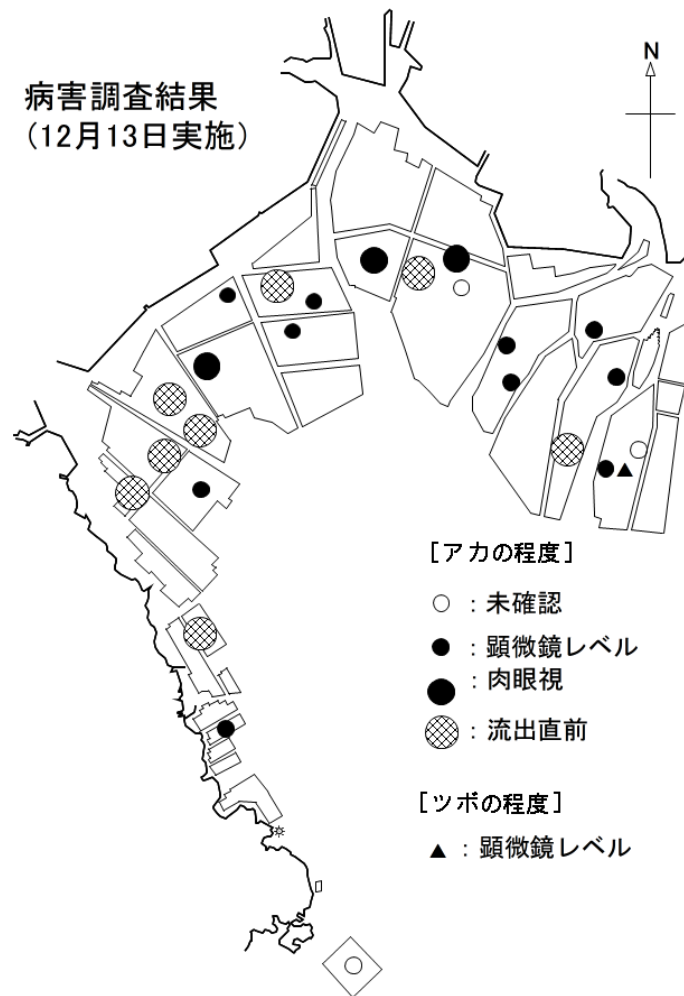 病害調査結果
(12月13日実施)
N
[アカの程度]
○ : 未確認
● : 顕微鏡レベル
● : 肉眼視
: 流出直前
[ツボの程度]
▲ : 顕微鏡レベル